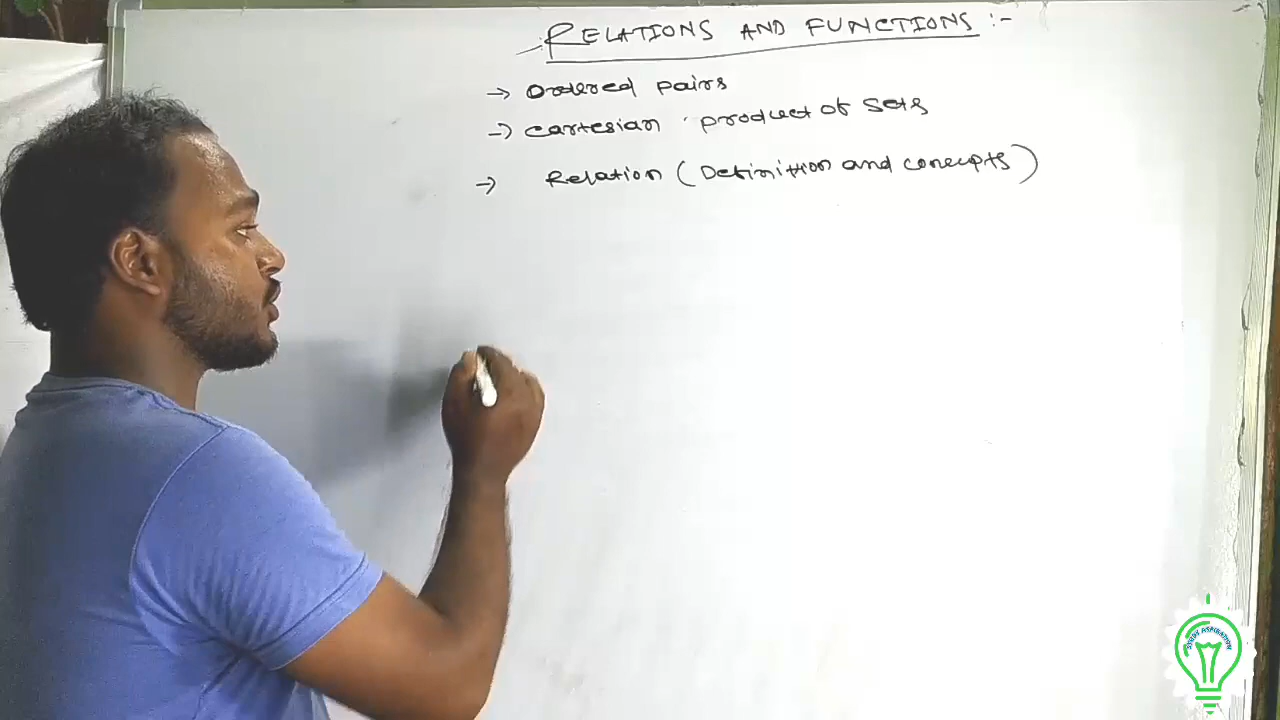 RELATIONS AND FUNCTIONS :-
→ Ordered pairs
→ Cartesian product of sets
→ Relation (Definition and concepts)